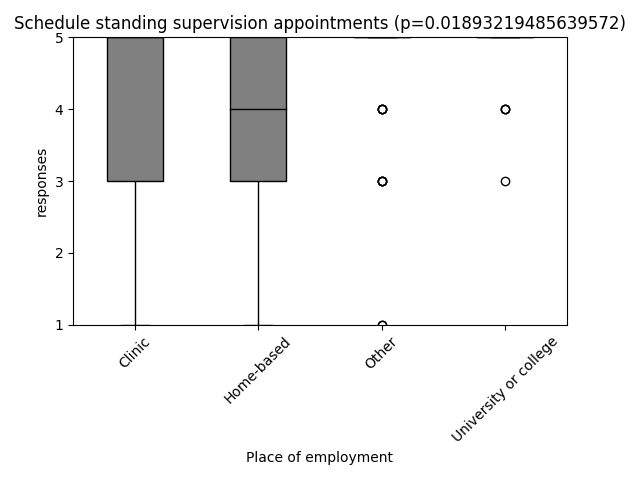 Schedule standing supervision appointments (p=0.01893219485639572)
5
4
3
2
1
responses
Clinic
Home-based
Other
University or college
Place of employment